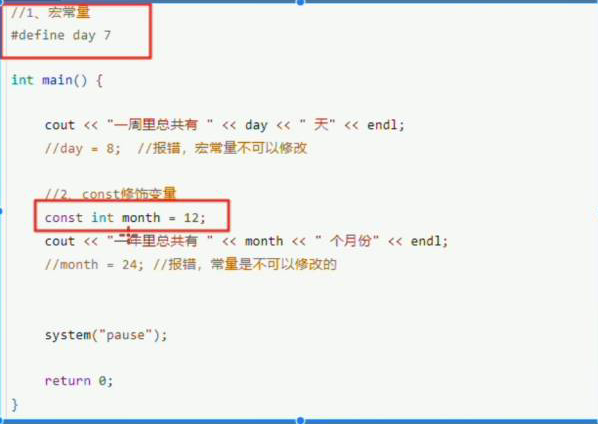 //1、宏常量
#define day 7
int main() {
cout << "一周里总共有 " << day << " 天" << endl;
//day = 8;  //报错，宏常量不可以修改
//2、const修饰变量
const int month = 12;
cout << "一年里总共有 " << month << " 个月份" << endl;
//month = 24; //报错，常量是不可以修改的
system("pause");
return 0;
}